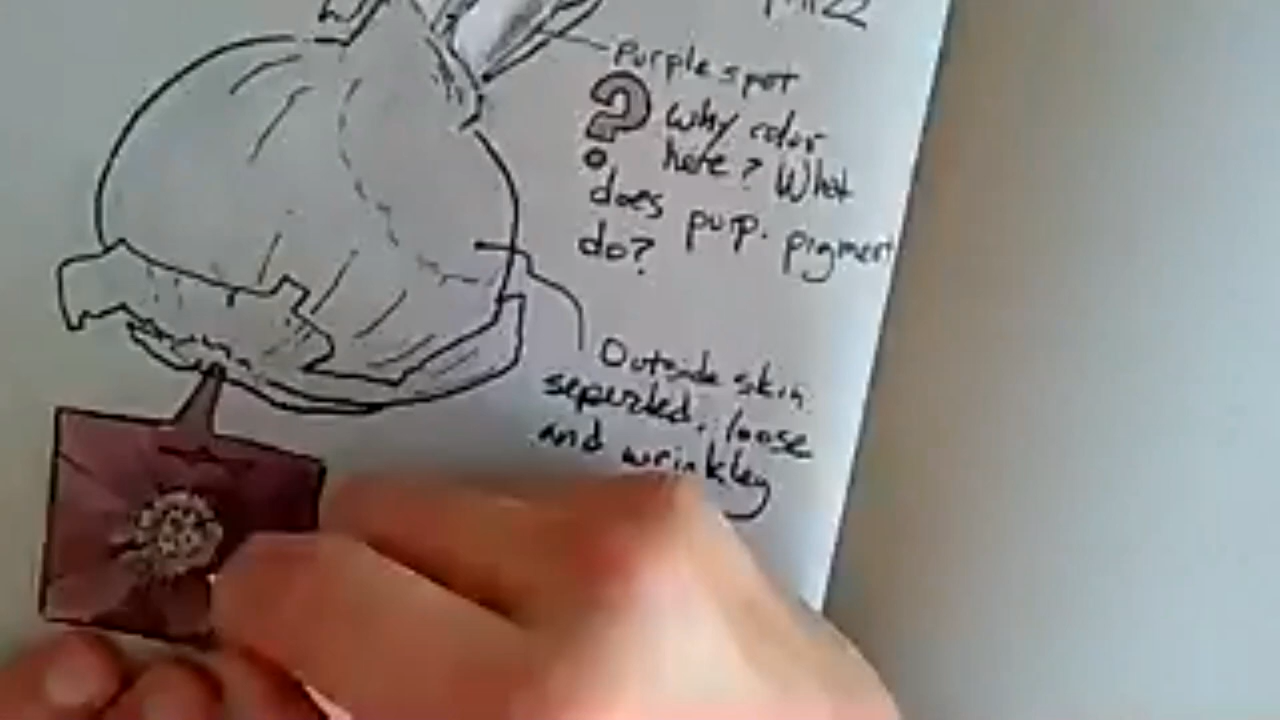 Purple spot
? Why color
here? What
does purp. pigment
do?
Outside skin
seperated, loose
and wrinkley